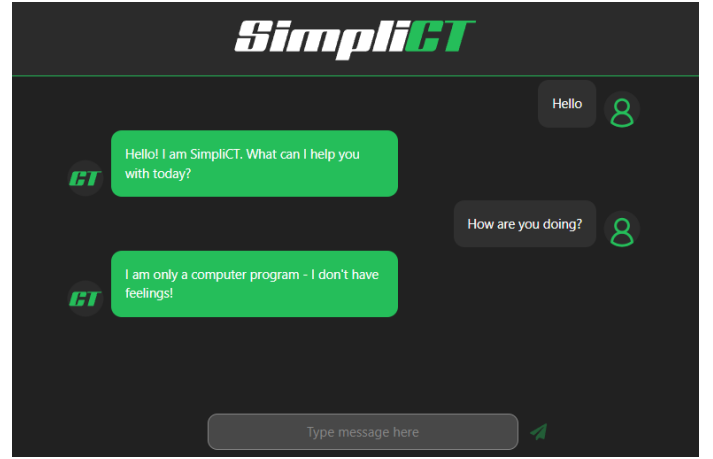 SimpliCT
Hello
Hello! I am SimpliCT. What can I help you
with today?
CT
How are you doing?
I am only a computer program - I don't have
feelings!
CT
Type message here